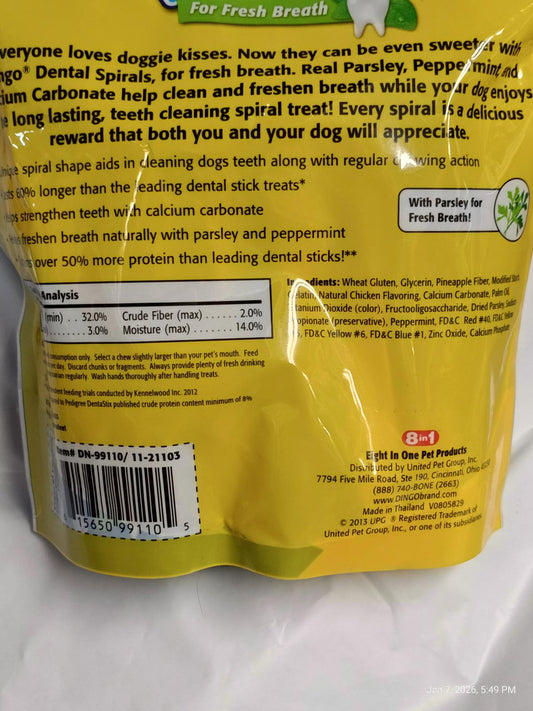 For Fresh Breath
veryone loves doggie kisses. Now they can be even sweeter with
ngo® Dental Spirals, for fresh breath. Real Parsley, Peppermint and
ium Carbonate help clean and freshen breath while your dog enjoys
e long lasting, teeth cleaning spiral treat! Every spiral is a delicious
reward that both you and your dog will appreciate.
nique spiral shape aids in cleaning dogs teeth along with regular chewing action
asts 60% longer than the leading dental stick treats*
elps strengthen teeth with calcium carbonate
freshen breath naturally with parsley and peppermint
over 50% more protein than leading dental sticks!**
With Parsley for
Fresh Breath!
Analysis
(min) . . 32.0% Crude Fiber (max) . . . . . . . 2.0%
3.0% Moisture (max) . . . . . . . . 14.0%
Ingredients: Wheat Gluten, Glycerin, Pineapple Fiber, Modified Starch,
Gelatin, Natural Chicken Flavoring, Calcium Carbonate, Palm Oil,
Titanium Dioxide (color), Fructooligosaccharide, Dried Parsley, Sodium
Propionate (preservative), Peppermint, FD&C Red #40, FD&C Yellow
#5, FD&C Yellow #6, FD&C Blue #1, Zinc Oxide, Calcium Phosphate
consumption only. Select a chew slightly larger than your pet's mouth. Feed
day. Discard chunks or fragments. Always provide plenty of fresh drinking
regularly. Wash hands thoroughly after handling treats.
feeding trials conducted by Kennelwood Inc. 2012
to Pedigree DentaStix published crude protein content minimum of 8%
Item# DN-99110/ 11-21103
15650 99110 5
8in1
Eight In One Pet Products
Distributed by United Pet Group, Inc.
7794 Five Mile Road, Ste 190, Cincinnati, Ohio 45230
(888) 740-BONE (2663)
www.DINGObrand.com
Made in Thailand V0805829
© 2013 UPG ® Registered Trademark of
United Pet Group, Inc., or one of its subsidiaries.
Jan 7, 2026, 5:49 PM